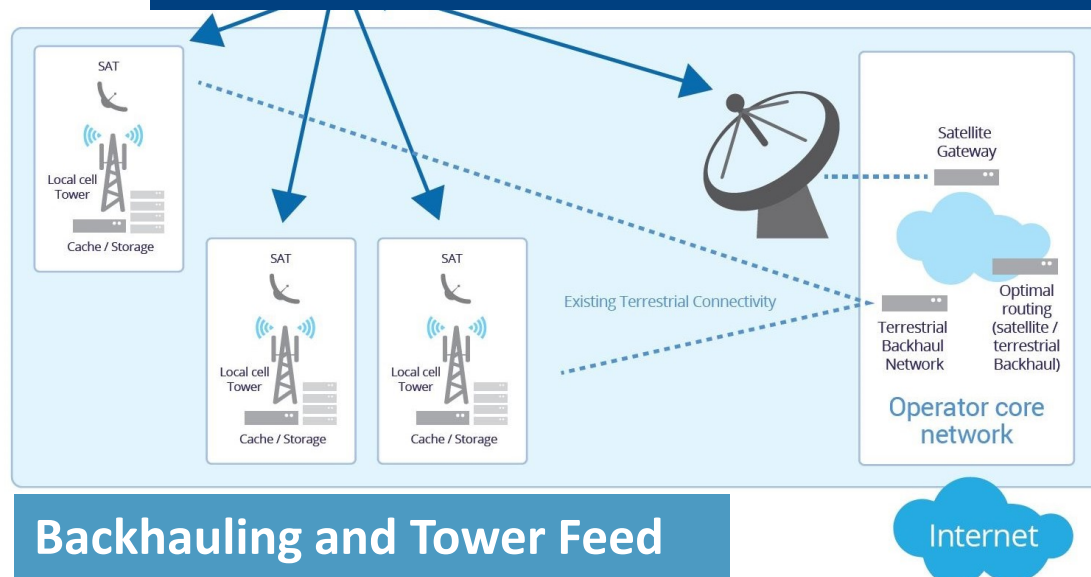 SAT
Local cell
Tower
Cache / Storage
SAT
Local cell
Tower
Cache / Storage
SAT
Local cell
Tower
Cache / Storage
Existing Terrestrial Connectivity
Satellite
Gateway
Terrestrial
Backhaul
Network
Optimal
routing
(satellite /
terrestrial
Backhaul)
Operator core
network
Backhauling and Tower Feed
Internet